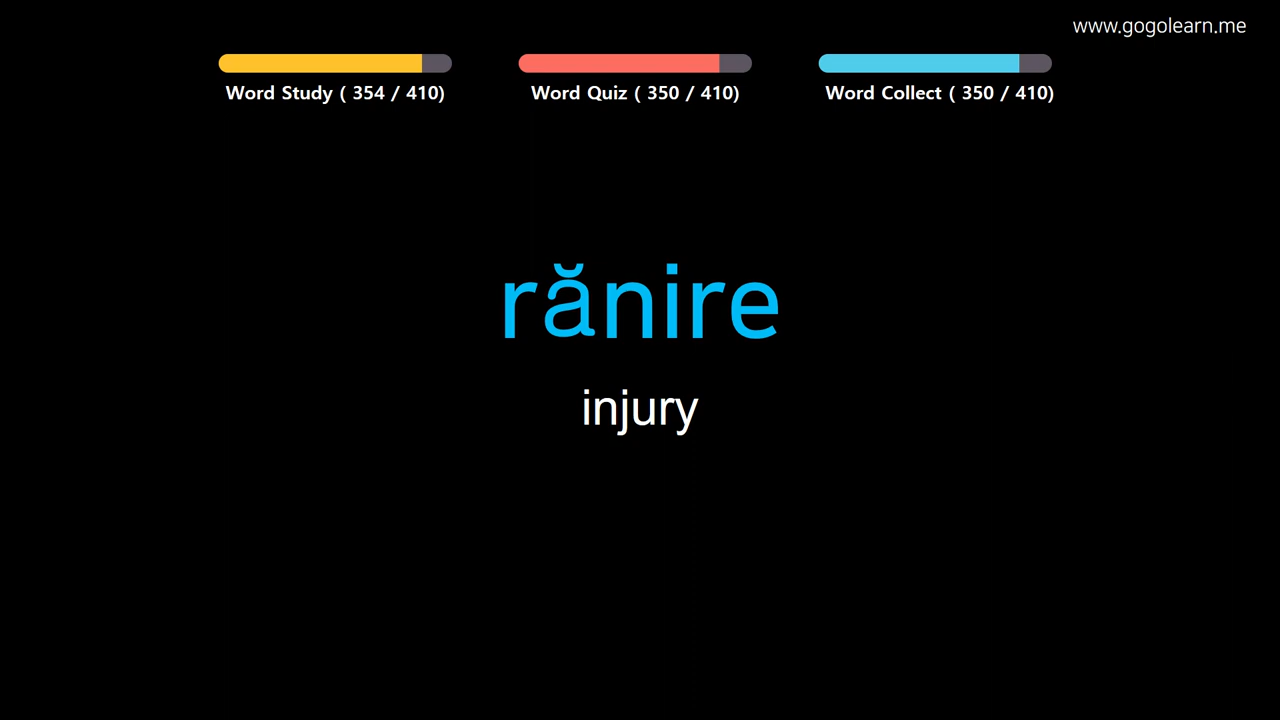 www.gogolearn.me
Word Study ( 354 / 410)
Word Quiz ( 350 / 410)
Word Collect ( 350 / 410)
rănire
injury